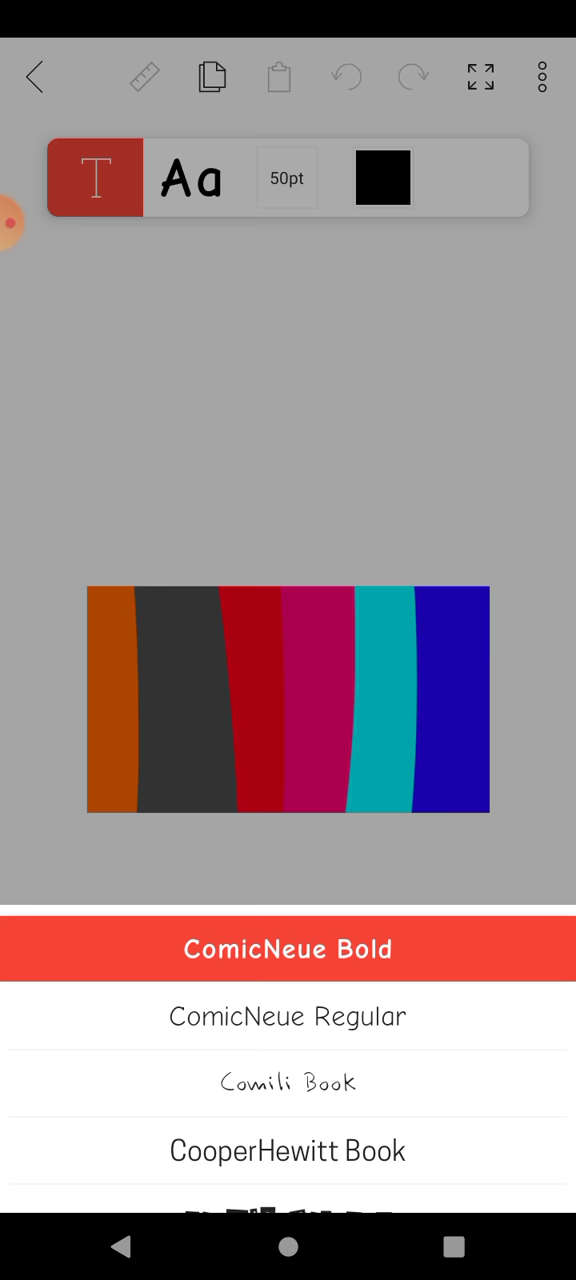 T Aa 50pt
ComicNeue Bold
ComicNeue Regular
Comili Book
CooperHewitt Book